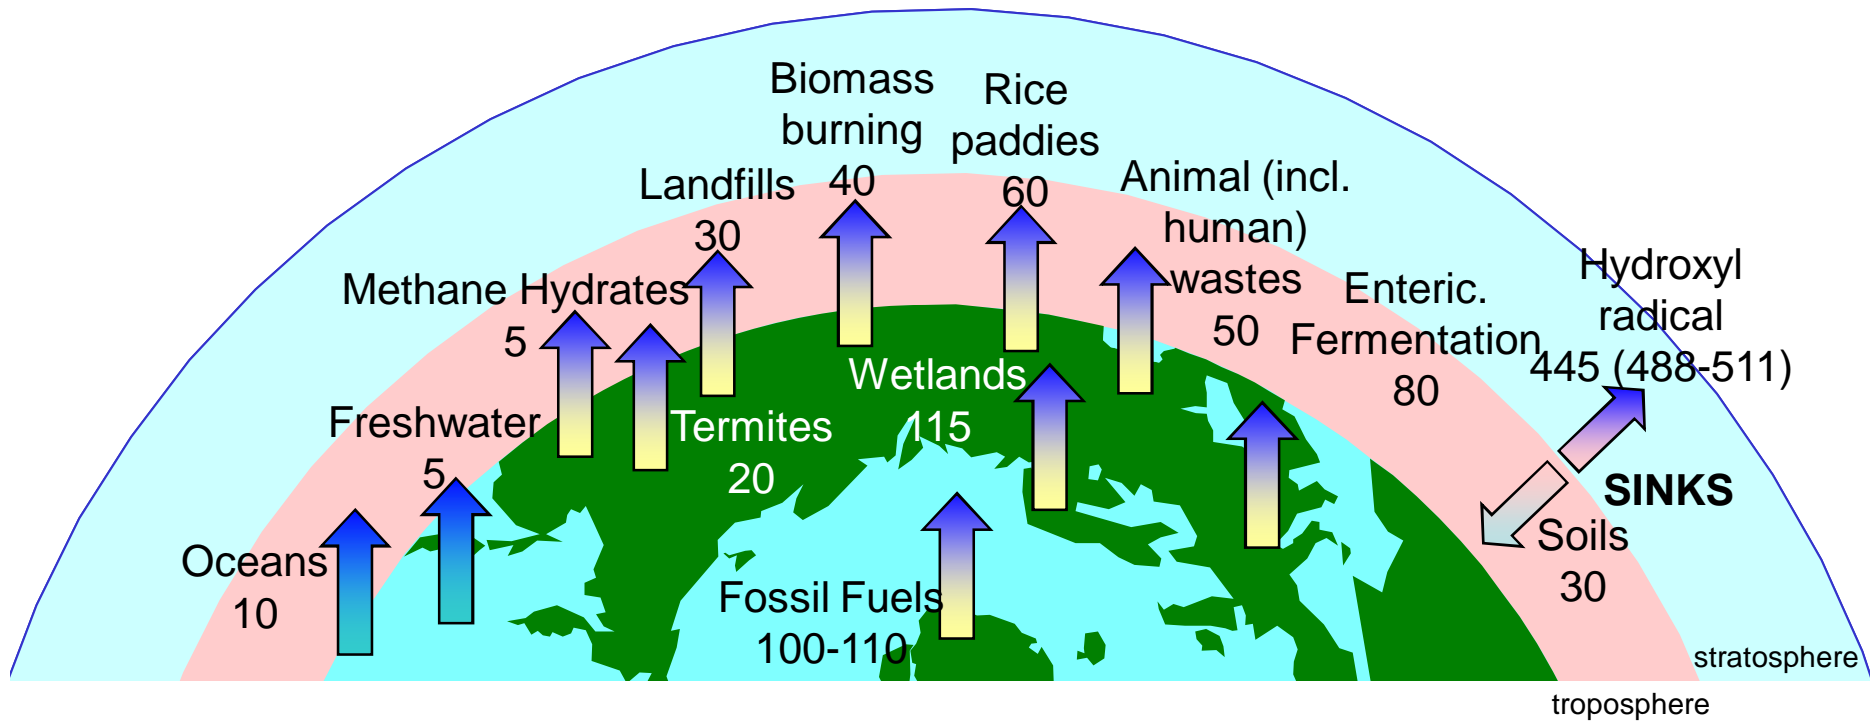 Biomass
burning
40
Rice
paddies
60
Landfills
30
Animal (incl.
human)
wastes
50
Methane Hydrates
5
Enteric.
Fermentation
80
Hydroxyl
radical
445 (488-511)
Freshwater
5
Termites
20
Wetlands
115
SINKS
Soils
30
Oceans
10
Fossil Fuels
100-110
stratosphere
troposphere